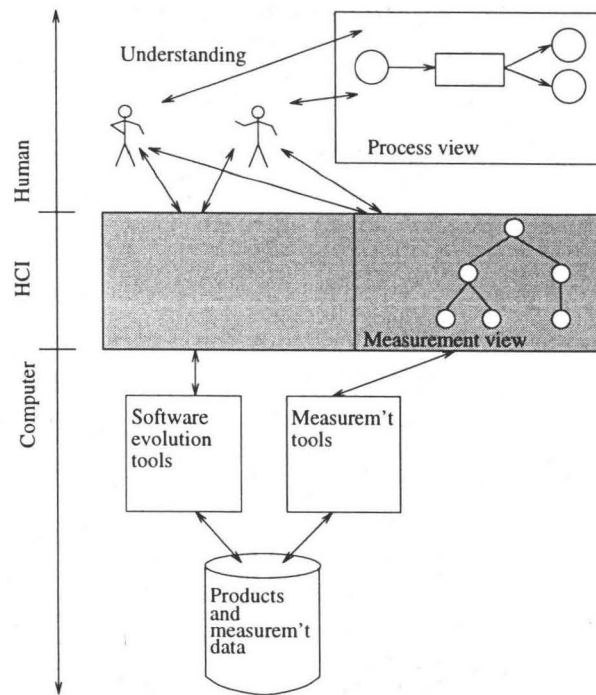 Understanding
Process view
Human
HCI
Measurement view
Computer
Software
evolution
tools
Measurem't
tools
Products
and
measurem't
data